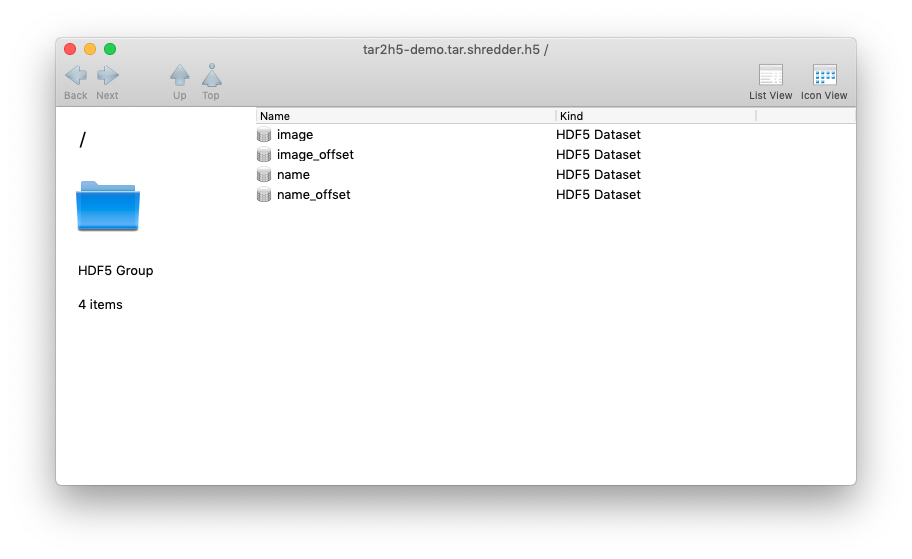 tar2h5-demo.tar.shredder.h5 /
Back Next Up Top List View Icon View
/
HDF5 Group
4 items
Name Kind
image HDF5 Dataset
image_offset HDF5 Dataset
name HDF5 Dataset
name_offset HDF5 Dataset